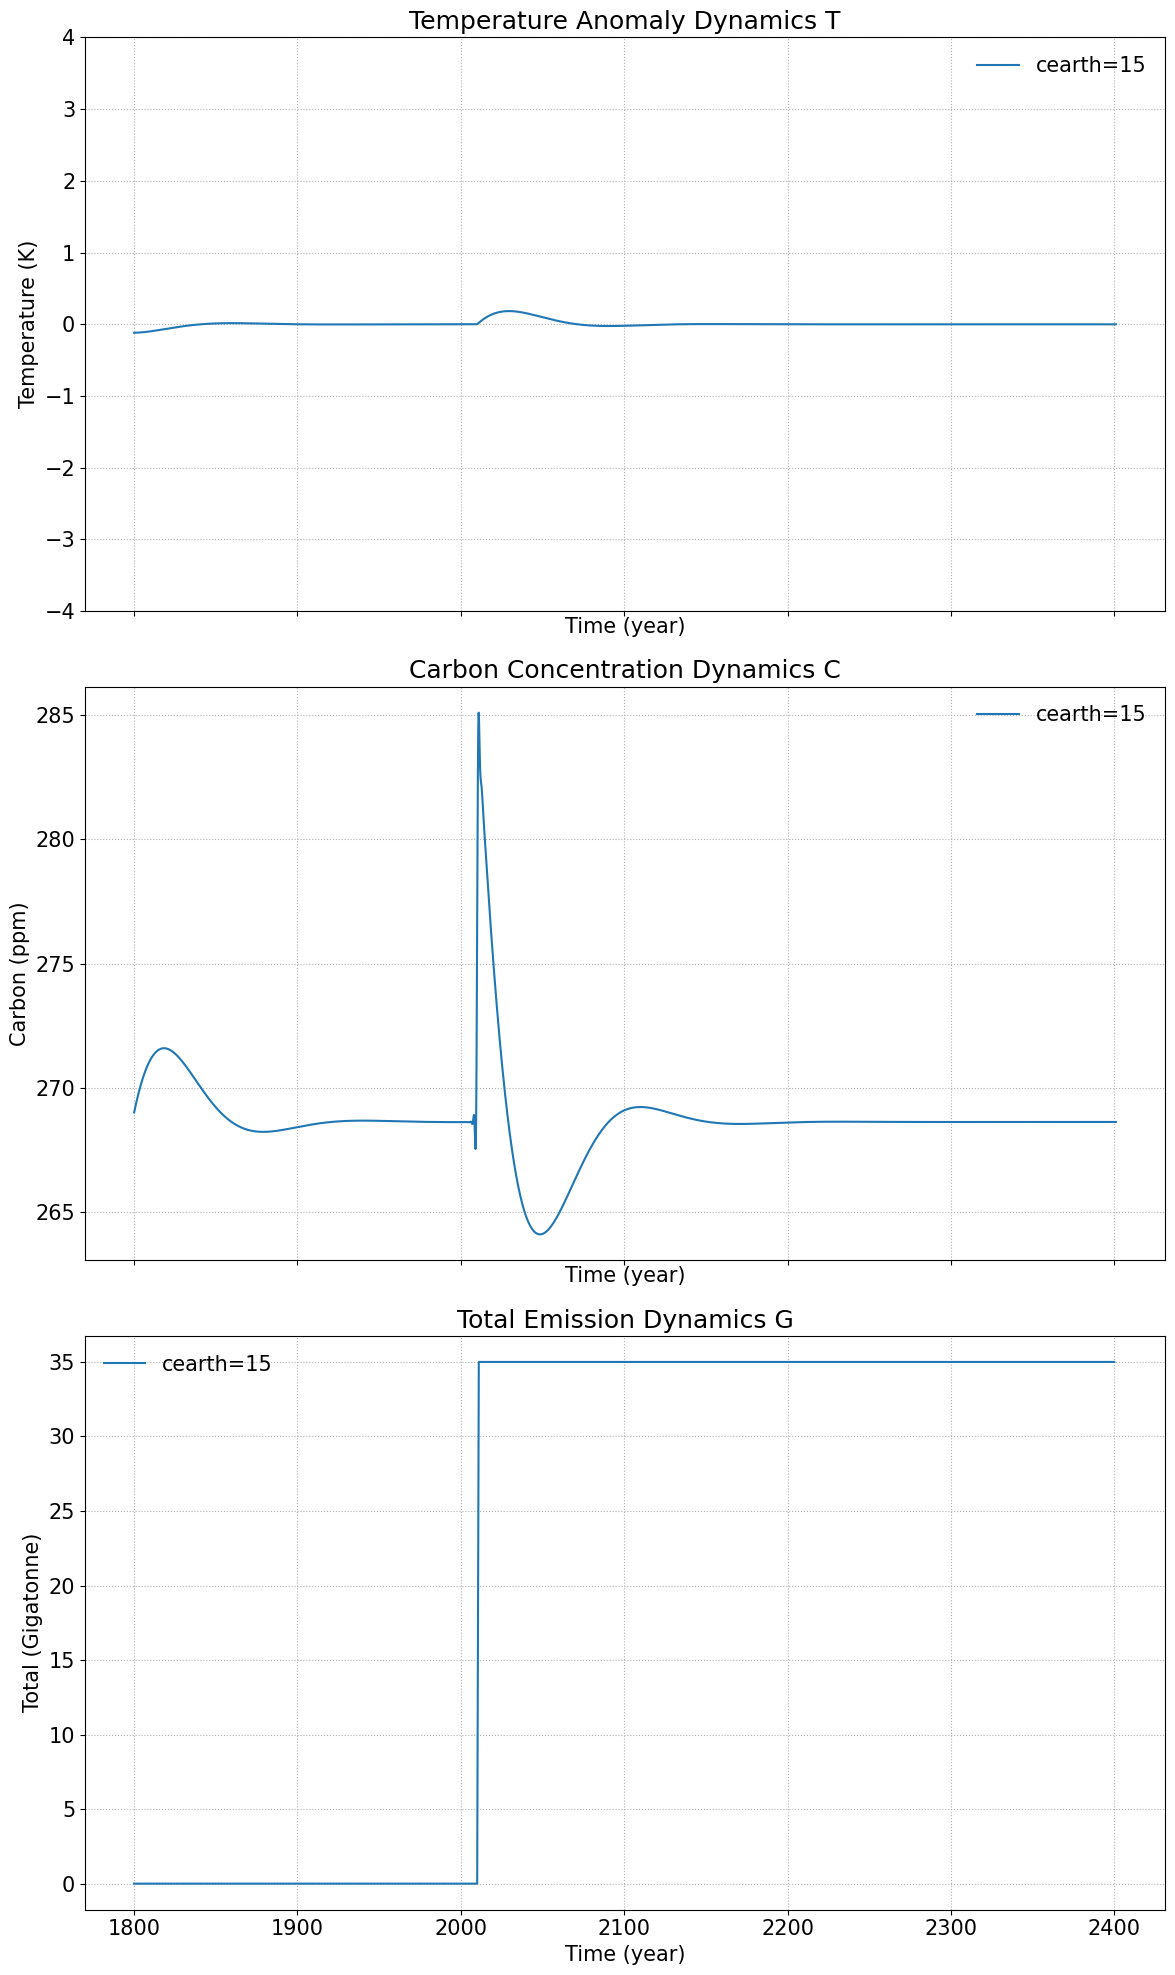 Temperature Anomaly Dynamics T
4
3
2
1
0
−1
−2
−3
−4
Temperature (K)
cearth=15
Time (year)
Carbon Concentration Dynamics C
285
280
275
270
265
Carbon (ppm)
cearth=15
Time (year)
Total Emission Dynamics G
35
30
25
20
15
10
5
0
Total (Gigatonne)
cearth=15
1800 1900 2000 2100 2200 2300 2400
Time (year)